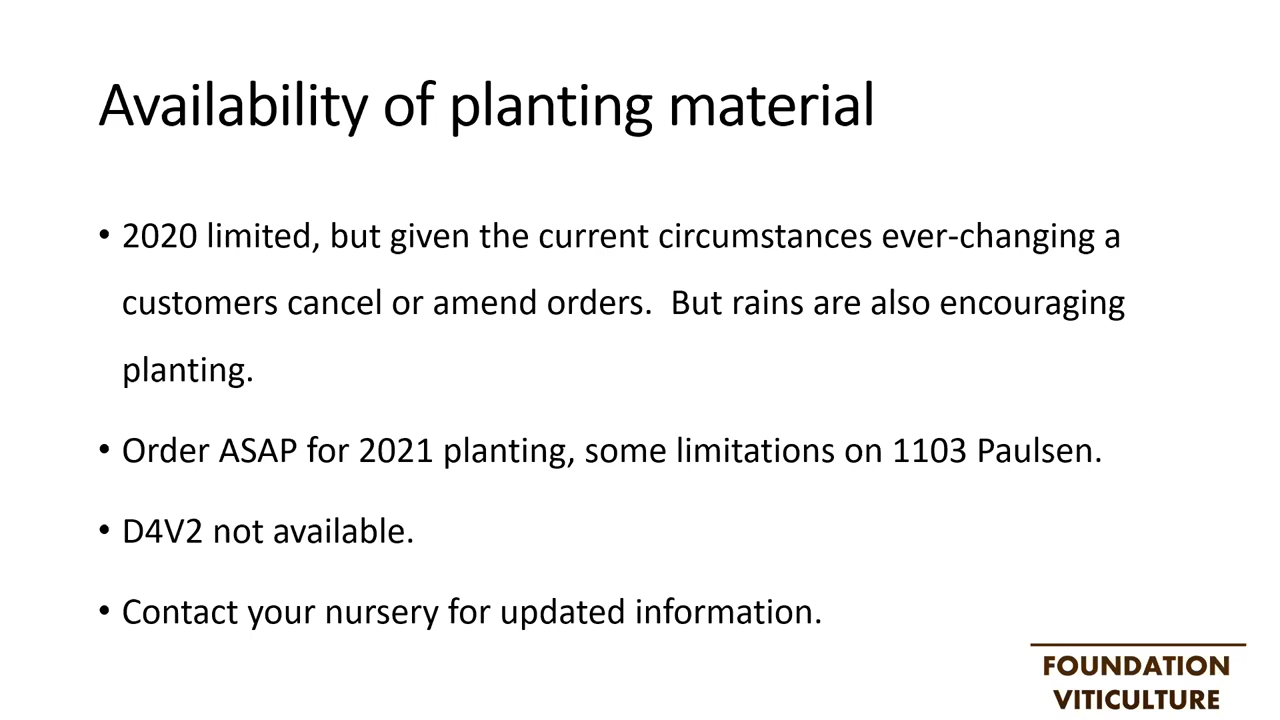 Availability of planting material
• 2020 limited, but given the current circumstances ever-changing a
customers cancel or amend orders.  But rains are also encouraging
planting.
• Order ASAP for 2021 planting, some limitations on 1103 Paulsen.
• D4V2 not available.
• Contact your nursery for updated information.
FOUNDATION
VITICULTURE